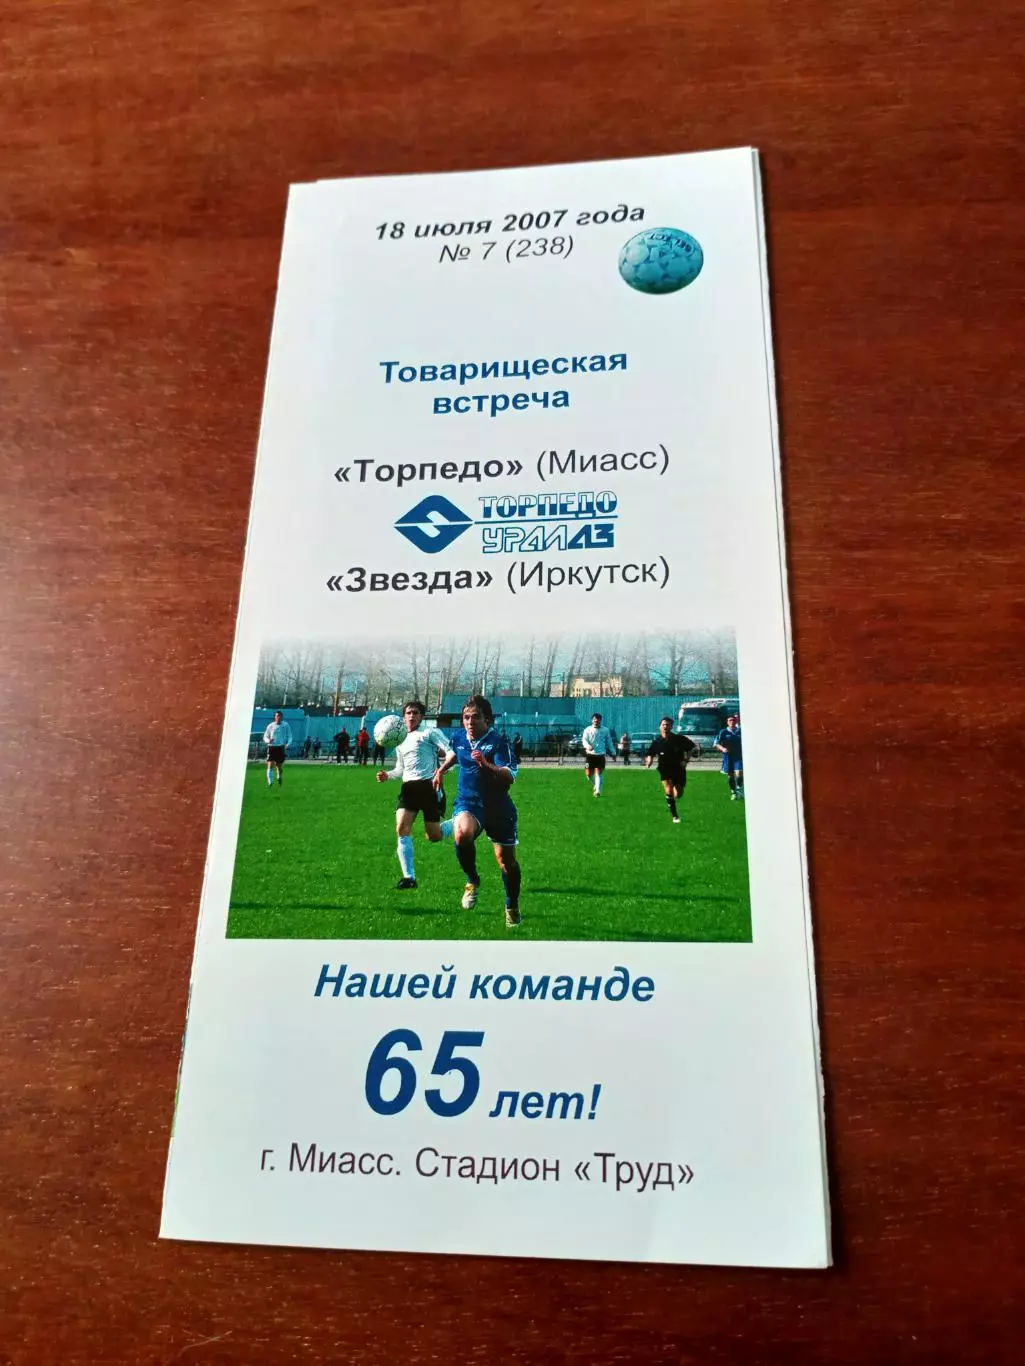 18 июля 2007 года
№ 7 (238)
SELECT
Товарищеская
встреча
«Торпедо» (Миасс)
ТОРПЕДО
УРАЛАЗ
«Звезда» (Иркутск)
Нашей команде
65 лет!
г. Миасс. Стадион «Труд»